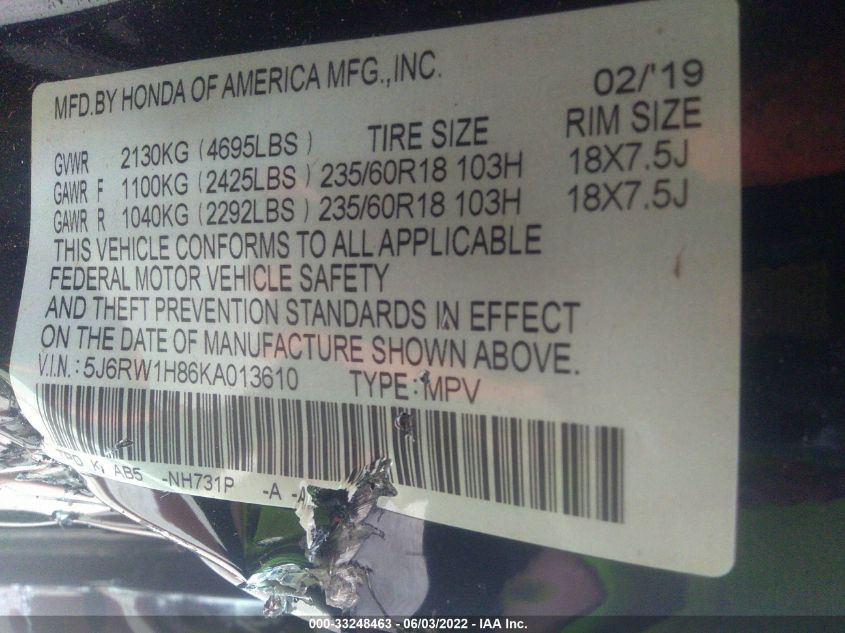 MFD.BY HONDA OF AMERICA MFG.,INC. 02/'19
TIRE SIZE RIM SIZE
GVWR 2130KG (4695LBS)
GAWR F 1100KG (2425LBS) 235/60R18 103H 18X7.5J
GAWR R 1040KG (2292LBS) 235/60R18 103H 18X7.5J
THIS VEHICLE CONFORMS TO ALL APPLICABLE
FEDERAL MOTOR VEHICLE SAFETY
AND THEFT PREVENTION STANDARDS IN EFFECT
ON THE DATE OF MANUFACTURE SHOWN ABOVE.
V.I.N.: 5J6RW1H86KA013610 TYPE: MPV
AB5 -NH731P -A
000-33248463 - 06/03/2022 - IAA Inc.